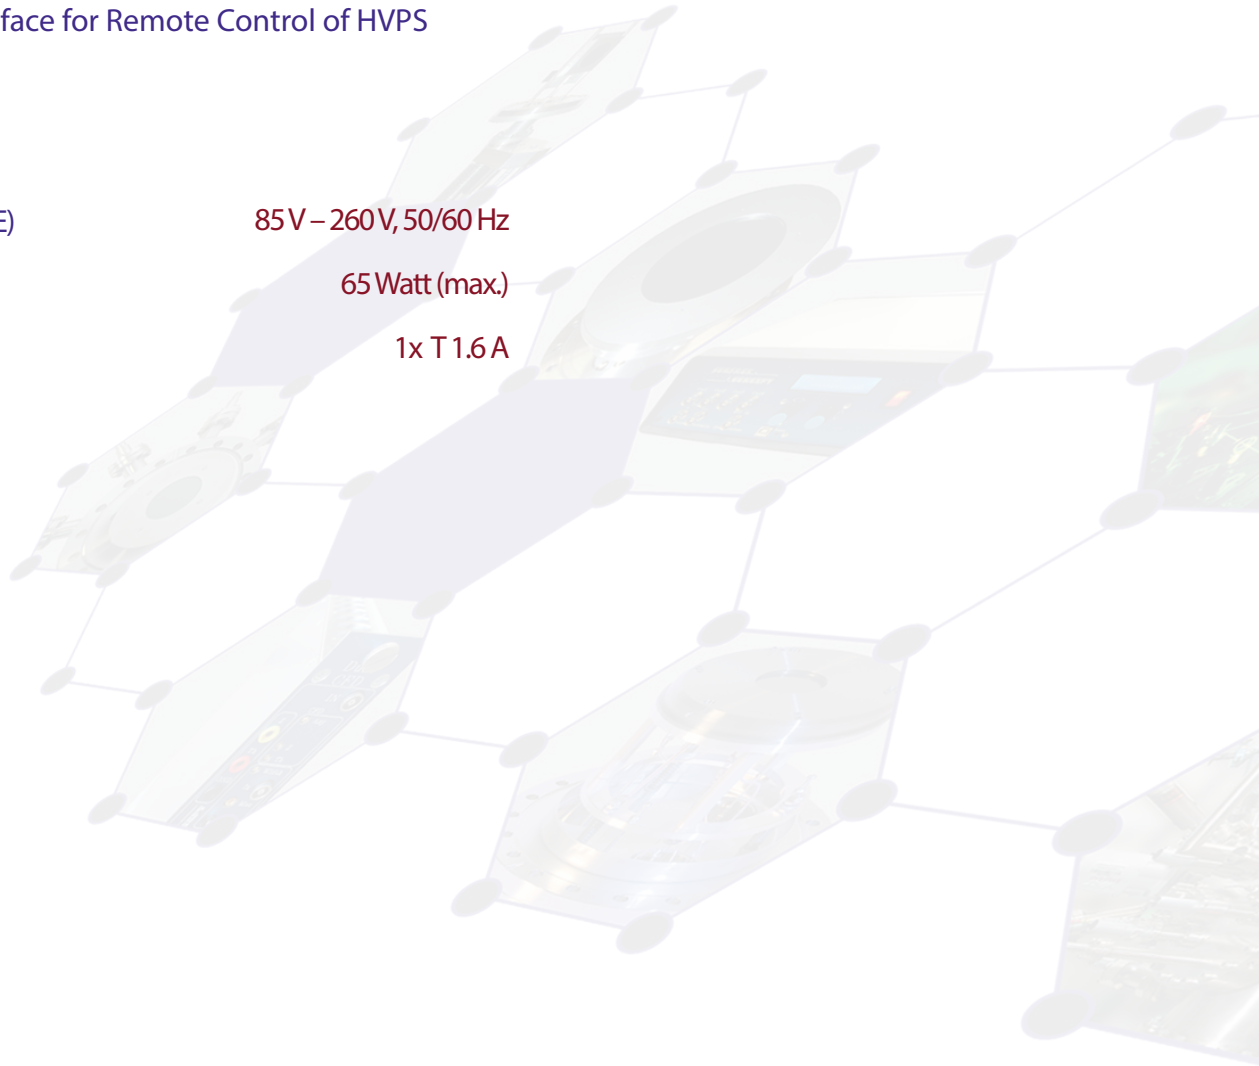 face for Remote Control of HVPS
E)
85 V – 260 V, 50/60 Hz
65 Watt (max.)
1x T 1.6 A